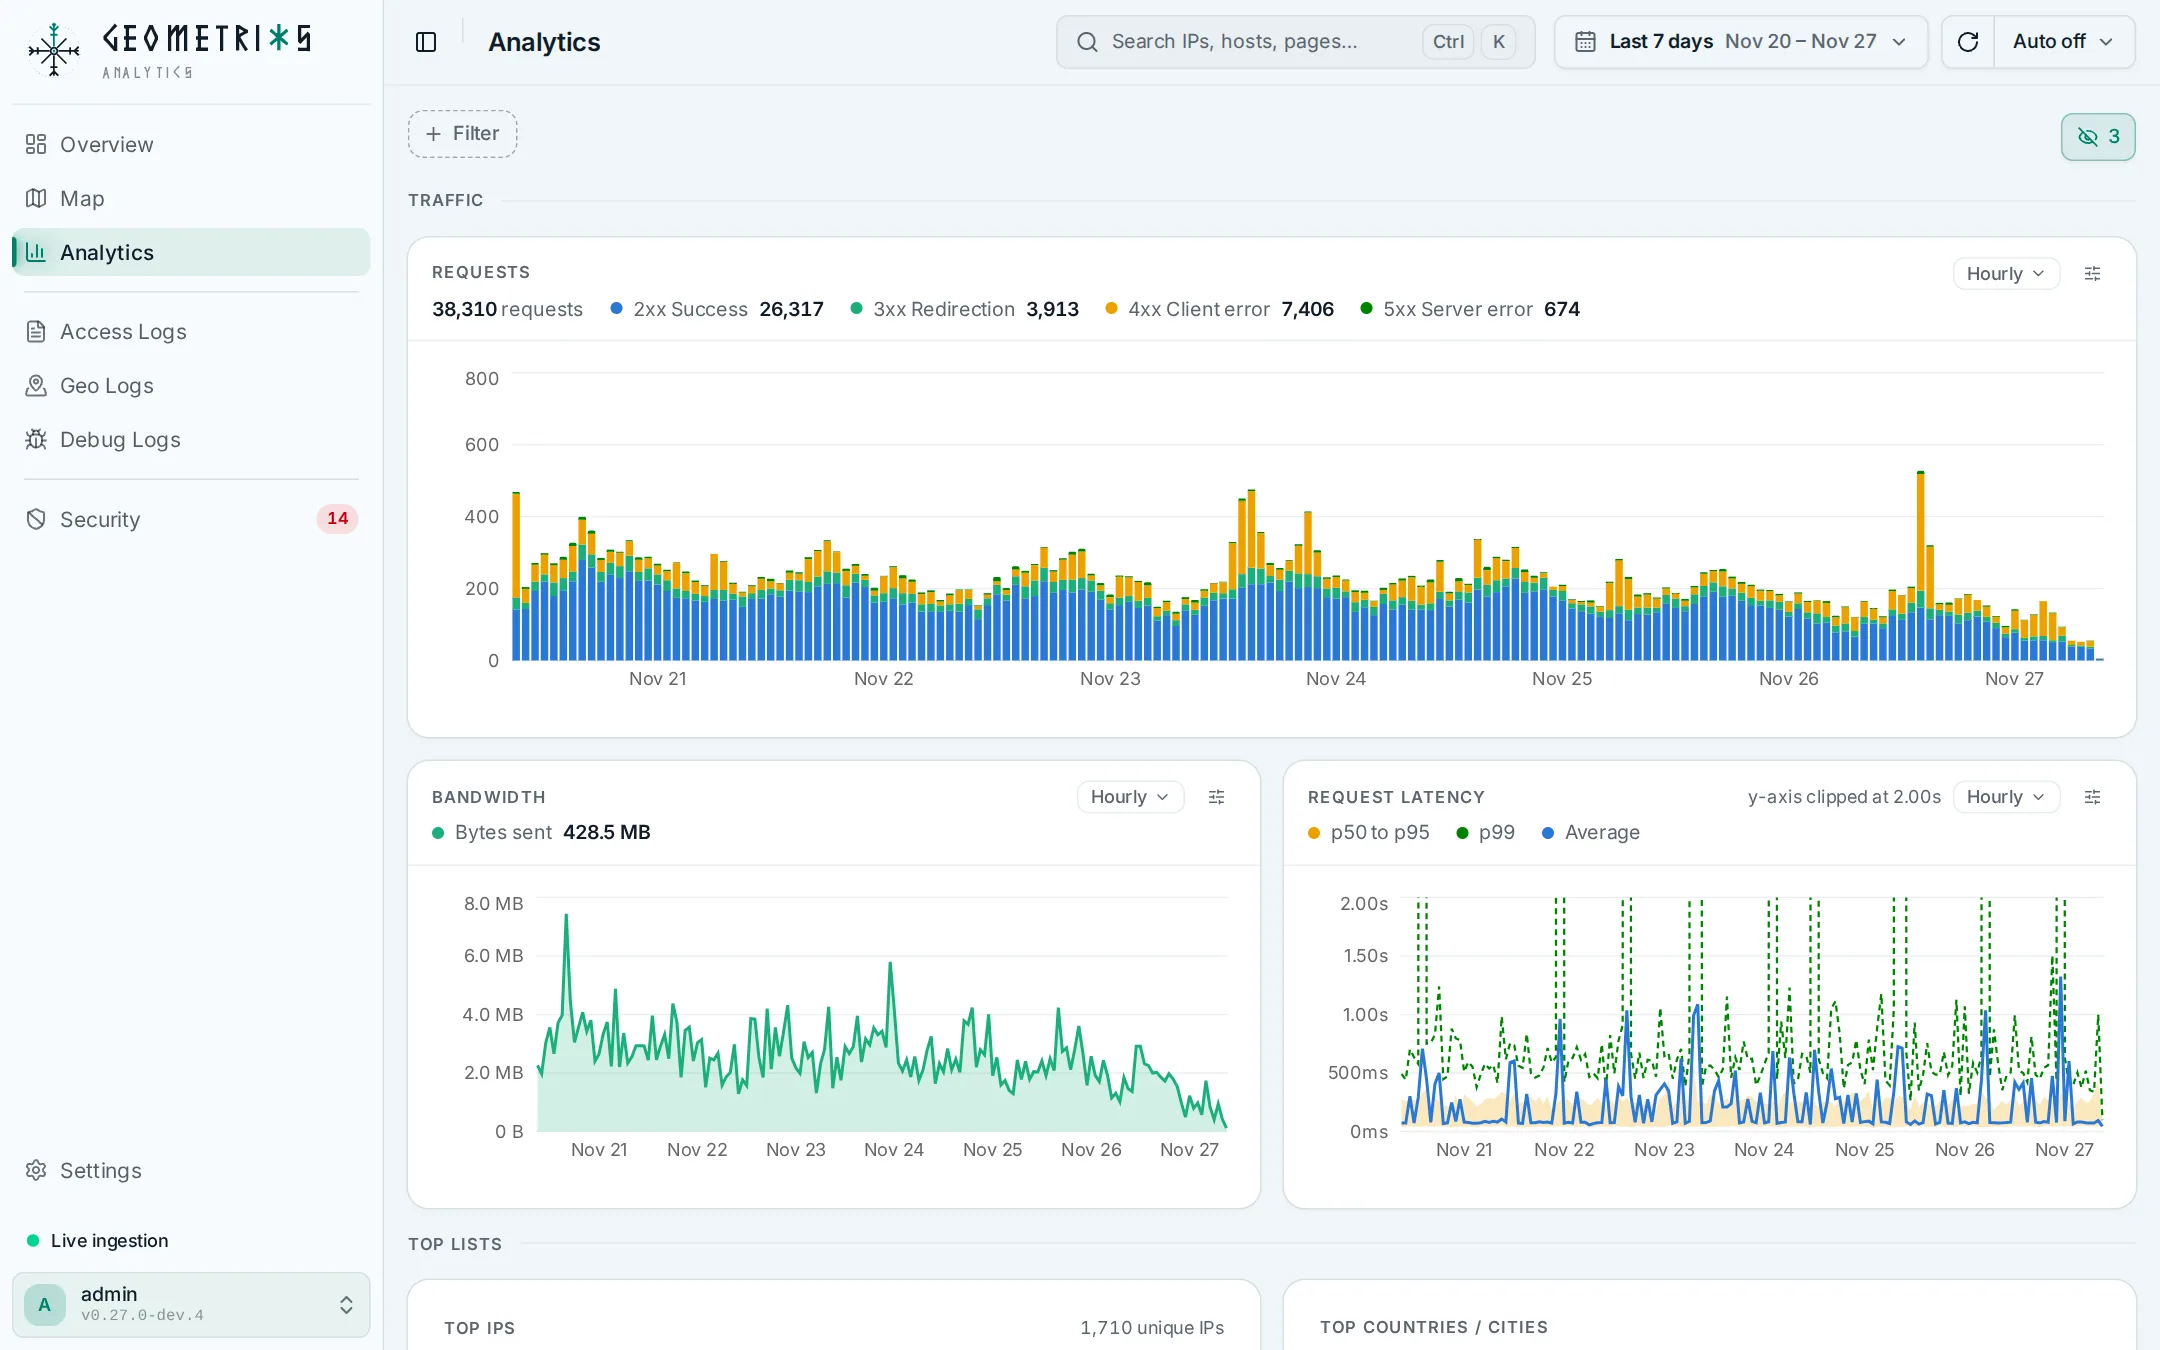 GEOMETRI*S
ANALYTICS
Overview
Map
Analytics
Access Logs
Geo Logs
Debug Logs
Security 14
Settings
Live ingestion
A admin
v0.27.0-dev.4
Analytics
Search IPs, hosts, pages... Ctrl K
Last 7 days Nov 20 – Nov 27
Auto off
+ Filter
3
TRAFFIC
REQUESTS
Hourly
38,310 requests 2xx Success 26,317 3xx Redirection 3,913 4xx Client error 7,406 5xx Server error 674
800
600
400
200
0
Nov 21 Nov 22 Nov 23 Nov 24 Nov 25 Nov 26 Nov 27
BANDWIDTH
Hourly
Bytes sent 428.5 MB
8.0 MB
6.0 MB
4.0 MB
2.0 MB
0 B
Nov 21 Nov 22 Nov 23 Nov 24 Nov 25 Nov 26 Nov 27
REQUEST LATENCY
y-axis clipped at 2.00s Hourly
p50 to p95 p99 Average
2.00s
1.50s
1.00s
500ms
0ms
Nov 21 Nov 22 Nov 23 Nov 24 Nov 25 Nov 26 Nov 27
TOP LISTS
TOP IPS
1,710 unique IPs
TOP COUNTRIES / CITIES